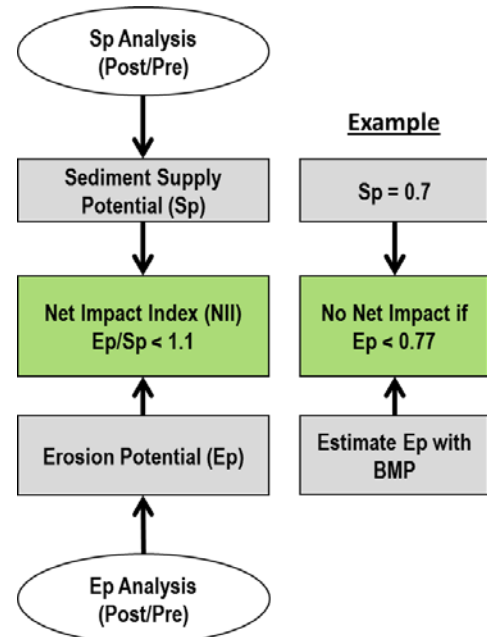 Sp Analysis
(Post/Pre)
Sediment Supply
Potential (Sp)
Net Impact Index (NII)
Ep/Sp < 1.1
Erosion Potential (Ep)
Ep Analysis
(Post/Pre)
Example
Sp = 0.7
No Net Impact if
Ep < 0.77
Estimate Ep with
BMP